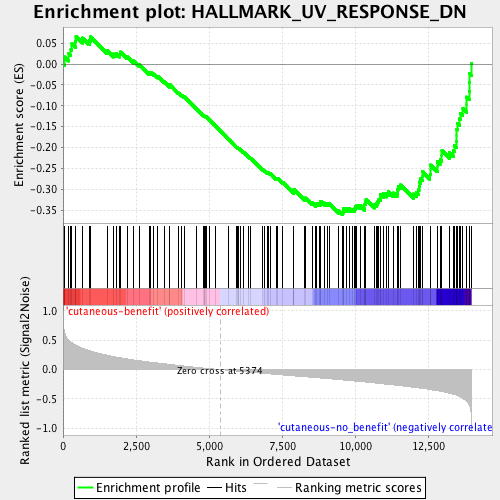 Enrichment plot: HALLMARK_UV_RESPONSE_DN
Enrichment score (ES)
0.05
0.00
-0.05
-0.10
-0.15
-0.20
-0.25
-0.30
-0.35
'cutaneous-benefit' (positively correlated)
Ranked list metric (Signal2Noise)
1.0
0.5
0.0
-0.5
-1.0
Zero cross at 5374
'cutaneous-no_benefit' (negatively correlate
0
2,500
5,000
7,500
10,000
12,500
Rank in Ordered Dataset
Enrichment profile
Hits
Ranking metric scores